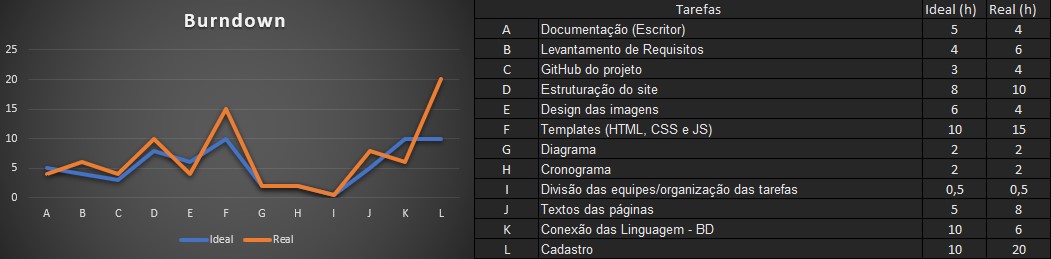 Burndown
25
20
15
10
5
0
A B C D E F G H I J K L
Ideal Real
Tarefas Ideal (h) Real (h)
A Documentação (Escritor) 5 4
B Levantamento de Requisitos 4 6
C GitHub do projeto 3 4
D Estruturação do site 8 10
E Design das imagens 6 4
F Templates (HTML, CSS e JS) 10 15
G Diagrama 2 2
H Cronograma 2 2
I Divisão das equipes/organização das tarefas 0,5 0,5
J Textos das páginas 5 8
K Conexão das Linguagem - BD 10 6
L Cadastro 10 20